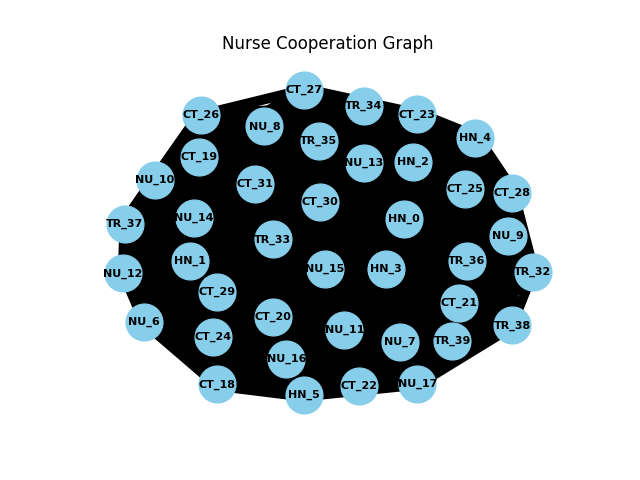 Nurse Cooperation Graph
CT_27
TR_34
CT_26
CT_23
NU_8
HN_4
TR_35
CT_19
NU_13
HN_2
NU_10
CT_31
CT_25
CT_28
CT_30
NU_14
HN_0
TR_37
NU_9
TR_33
HN_1
TR_36
NU_15
HN_3
NU_12
TR_32
CT_29
CT_21
CT_20
NU_6
TR_38
NU_11
CT_24
NU_7
TR_39
NU_16
CT_18
NU_17
CT_22
HN_5